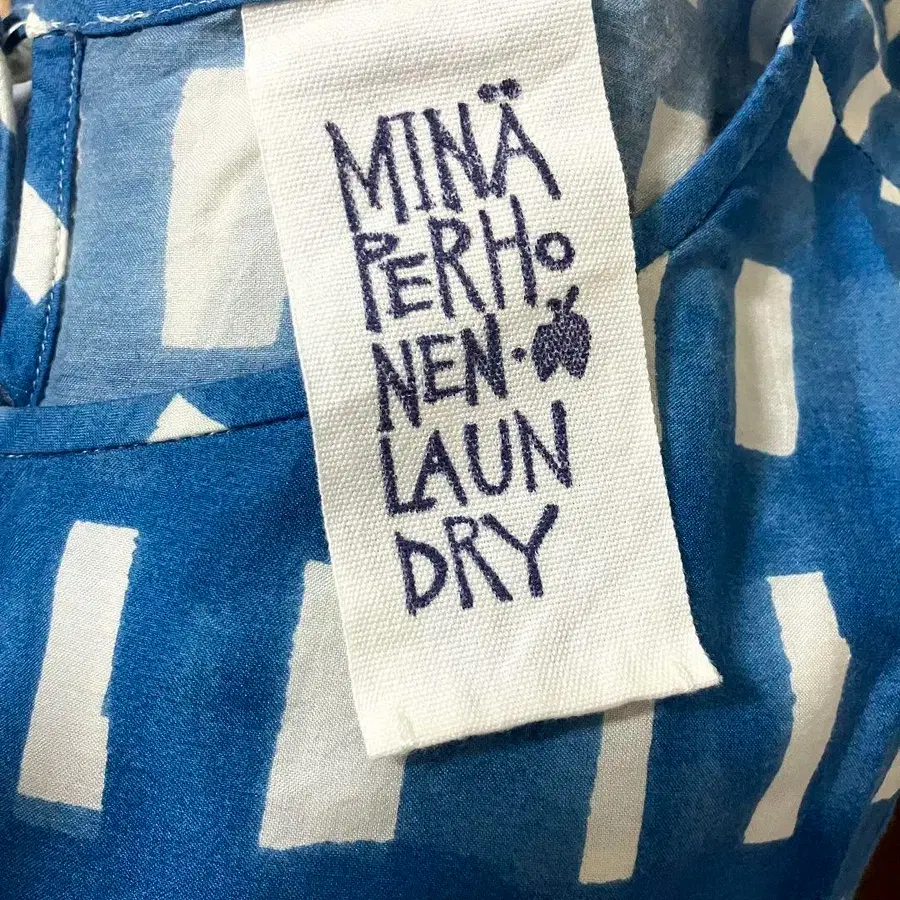 MINÄ
PERHO
NEN·
LAUN
DRY